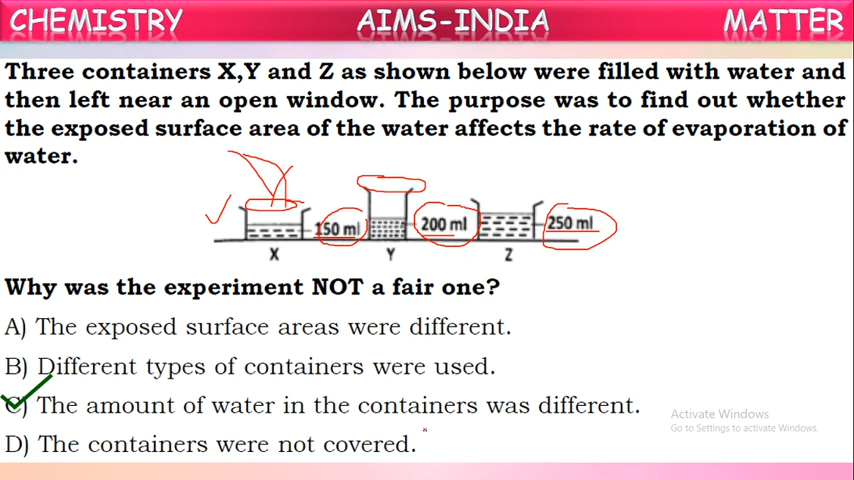 CHEMISTRY AIMS-INDIA MATTER
Three containers X,Y and Z as shown below were filled with water and
then left near an open window. The purpose was to find out whether
the exposed surface area of the water affects the rate of evaporation of
water.
150 ml 200 ml 250 ml
X Y Z
Why was the experiment NOT a fair one?
A) The exposed surface areas were different.
B) Different types of containers were used.
C) The amount of water in the containers was different.
D) The containers were not covered.
Activate Windows
Go to Settings to activate Windows.